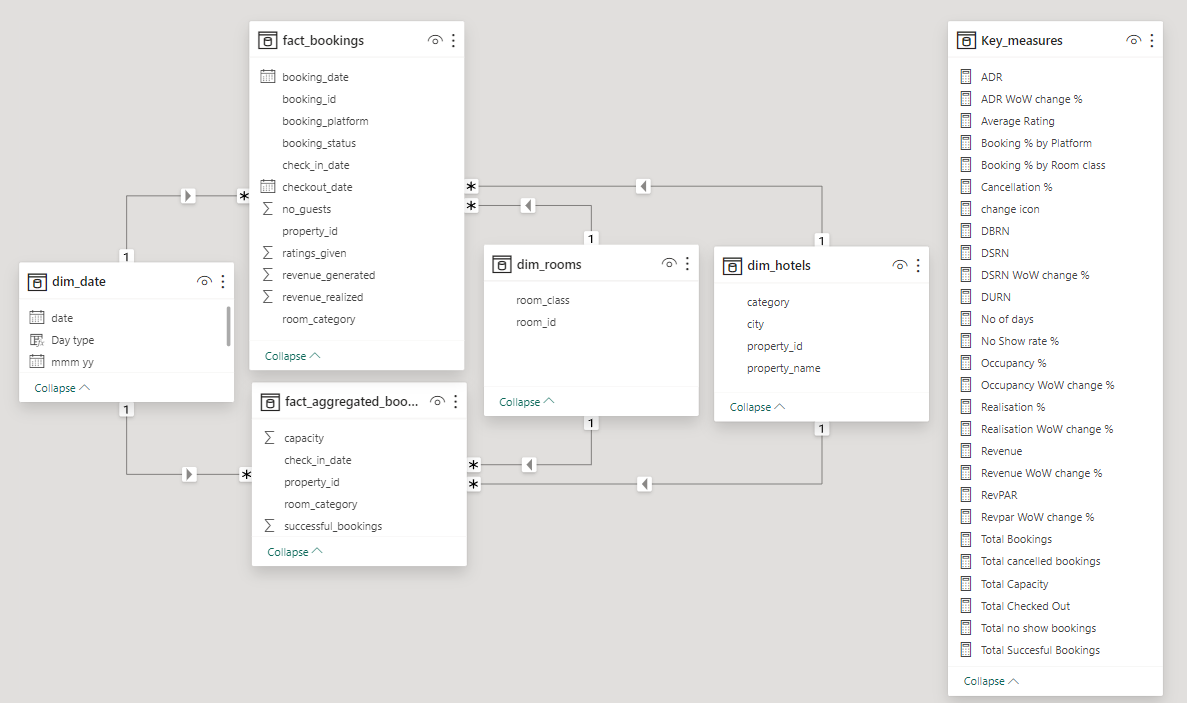 fact_bookings
booking_date
booking_id
booking_platform
booking_status
check_in_date
checkout_date
no_guests
property_id
ratings_given
revenue_generated
revenue_realized
room_category
Collapse
Key_measures
ADR
ADR WoW change %
Average Rating
Booking % by Platform
Booking % by Room class
Cancellation %
change icon
DBRN
DSRN
DSRN WoW change %
DURN
No of days
No Show rate %
Occupancy %
Occupancy WoW change %
Realisation %
Realisation WoW change %
Revenue
Revenue WoW change %
RevPAR
Revpar WoW change %
Total Bookings
Total cancelled bookings
Total Capacity
Total Checked Out
Total no show bookings
Total Succesful Bookings
Collapse
dim_date
date
Day type
mmm yy
Collapse
dim_rooms
room_class
room_id
Collapse
dim_hotels
category
city
property_id
property_name
Collapse
fact_aggregated_boo...
capacity
check_in_date
property_id
room_category
successful_bookings
Collapse
1
*
*
*
1
1
1
*
1
*
*
1